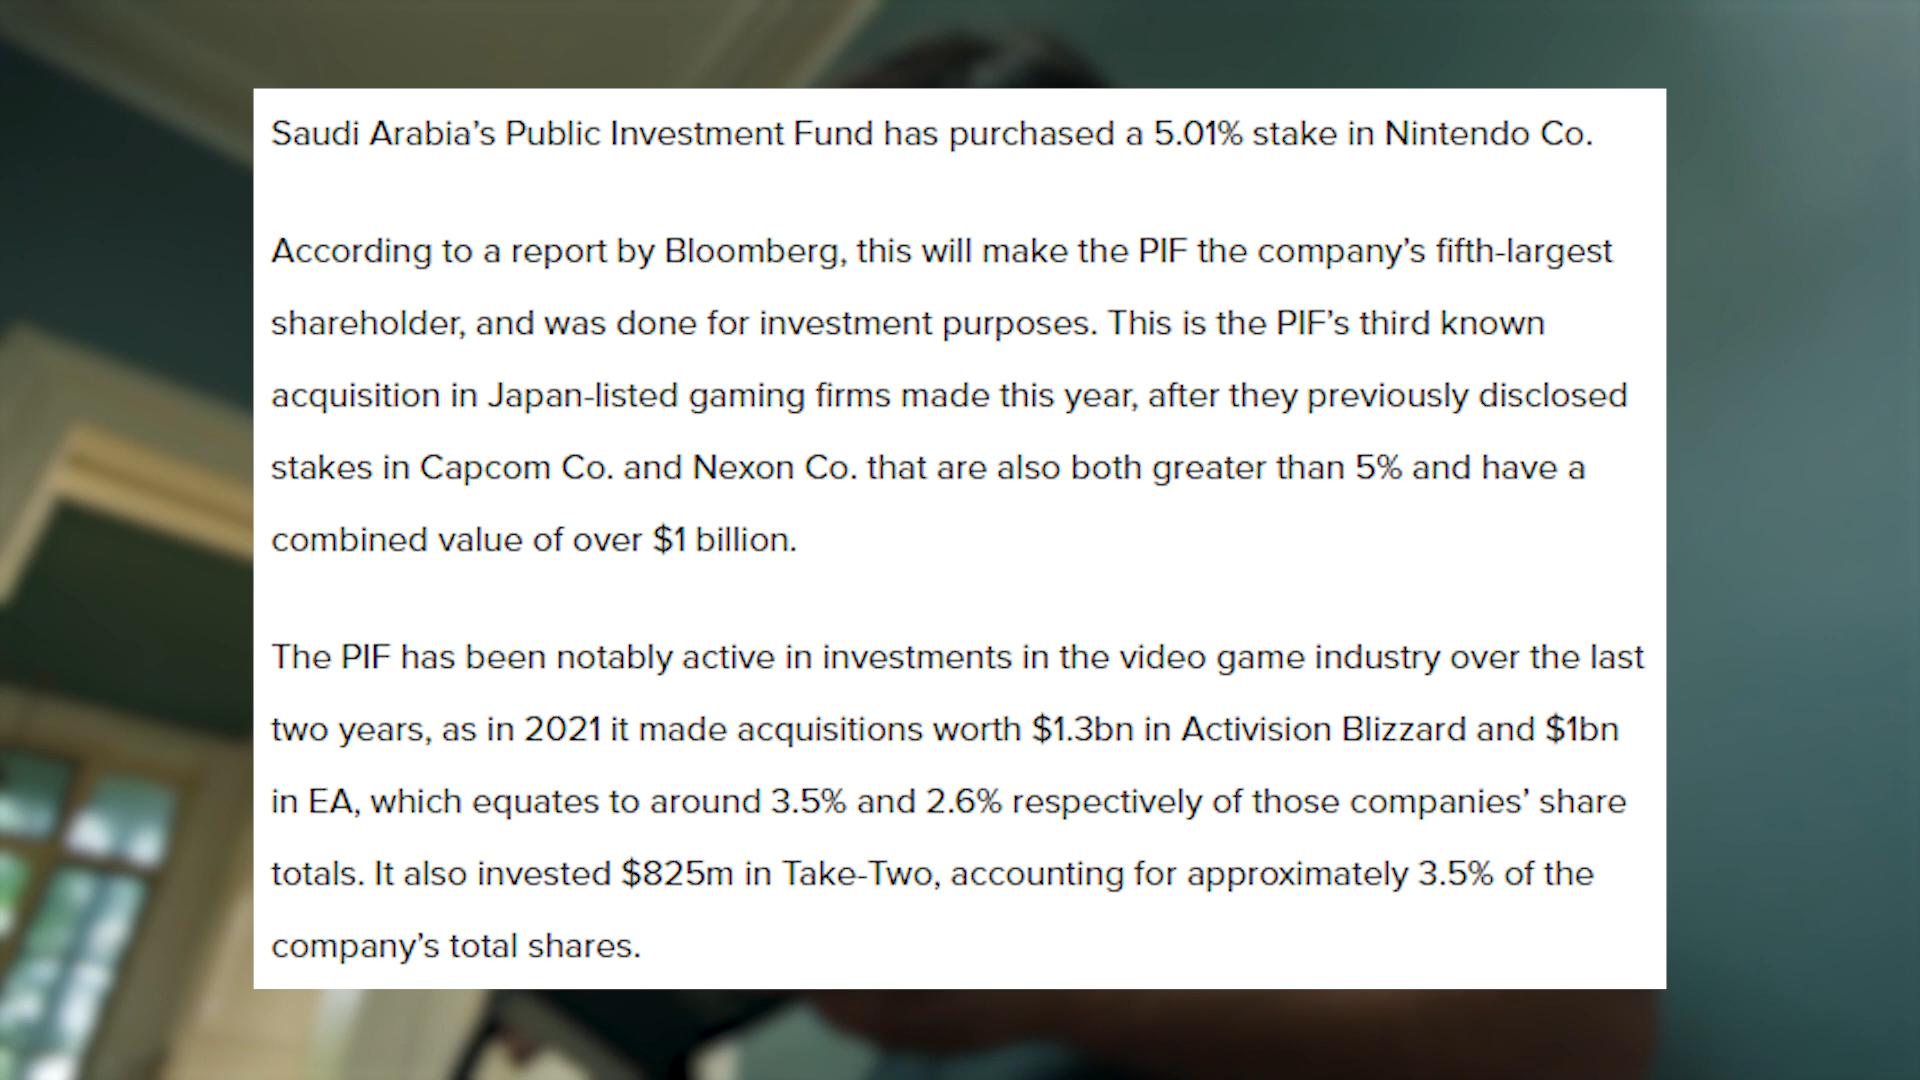 Saudi Arabia’s Public Investment Fund has purchased a 5.01% stake in Nintendo Co.
According to a report by Bloomberg, this will make the PIF the company’s fifth-largest
shareholder, and was done for investment purposes. This is the PIF’s third known
acquisition in Japan-listed gaming firms made this year, after they previously disclosed
stakes in Capcom Co. and Nexon Co. that are also both greater than 5% and have a
combined value of over $1 billion.
The PIF has been notably active in investments in the video game industry over the last
two years, as in 2021 it made acquisitions worth $1.3bn in Activision Blizzard and $1bn
in EA, which equates to around 3.5% and 2.6% respectively of those companies’ share
totals. It also invested $825m in Take-Two, accounting for approximately 3.5% of the
company’s total shares.